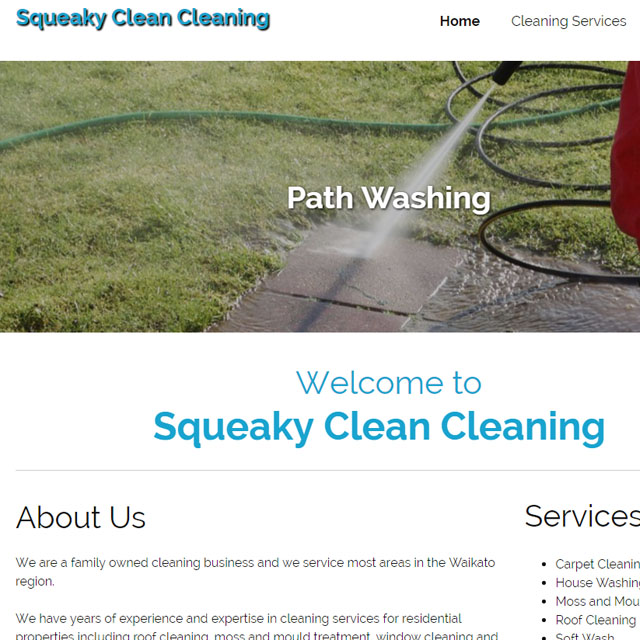 Squeaky Clean Cleaning
Home
Cleaning Services
Path Washing
Welcome to
Squeaky Clean Cleaning
About Us
We are a family owned cleaning business and we service most areas in the Waikato
region.
We have years of experience and expertise in cleaning services for residential
properties including roof cleaning, moss and mould treatment, window cleaning and
Services
Carpet Cleanin
House Washing
Moss and Mou
Roof Cleaning
Soft Wash